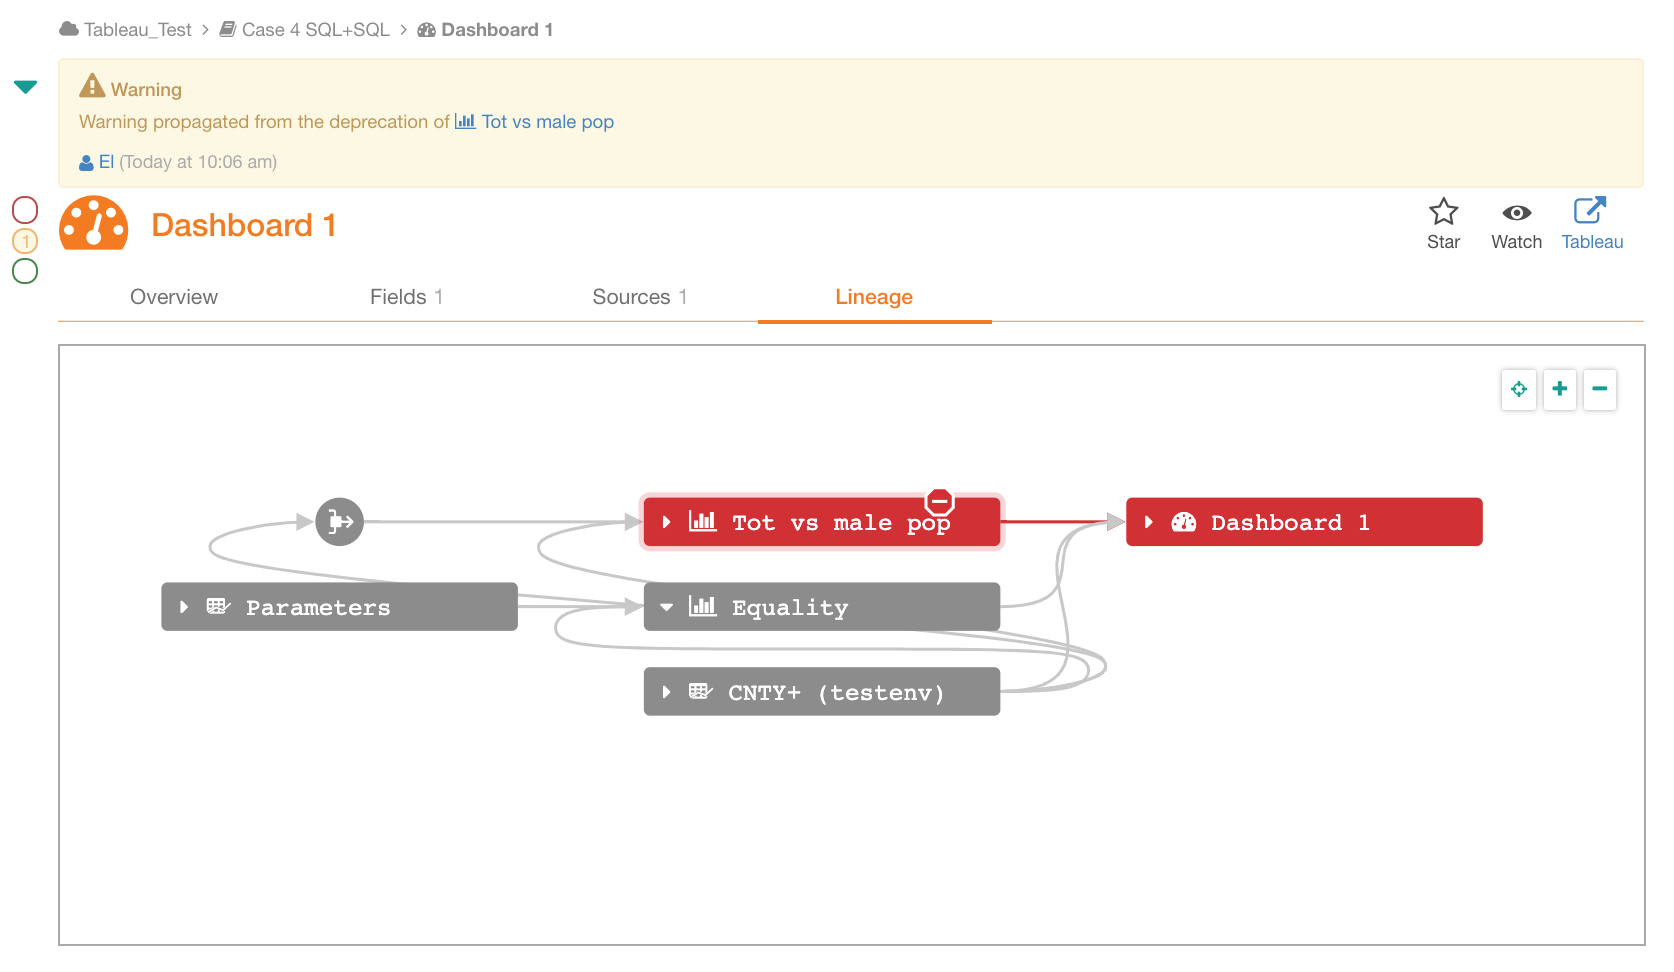 Tableau_Test > Case 4 SQL+SQL > Dashboard 1
Warning
Warning propagated from the deprecation of Tot vs male pop
El (Today at 10:06 am)
1
Dashboard 1
Star Watch Tableau
Overview Fields 1 Sources 1 Lineage
Tot vs male pop Dashboard 1
Parameters Equality
CNTY+ (testenv)